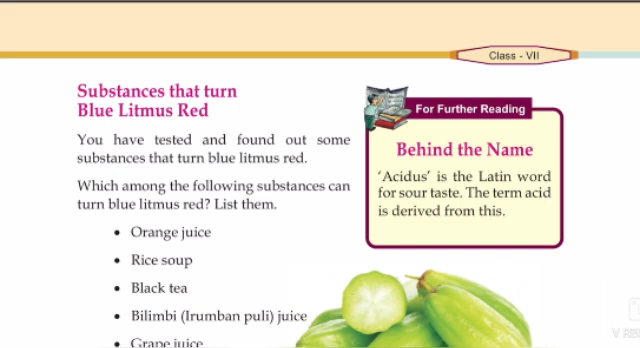 Class - VII
Substances that turn
Blue Litmus Red
You have tested and found out some
substances that turn blue litmus red.
Which among the following substances can
turn blue litmus red? List them.
• Orange juice
• Rice soup
• Black tea
• Bilimbi (Irumban puli) juice
• Grape juice
For Further Reading
Behind the Name
‘Acidus’ is the Latin word
for sour taste. The term acid
is derived from this.